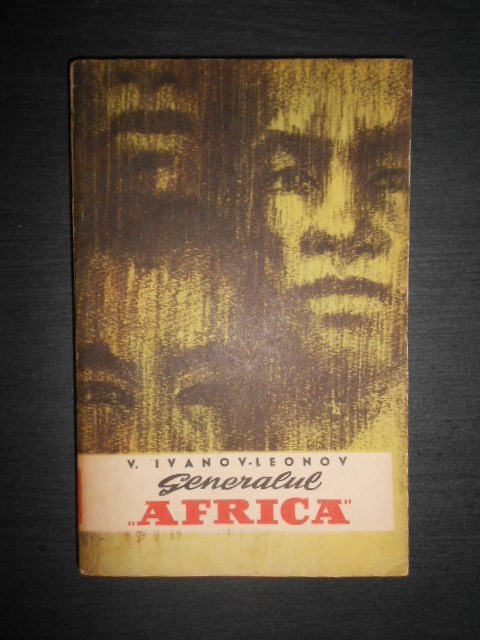 V. IVANOV-LEONOV
Generalul
„AFRICA"